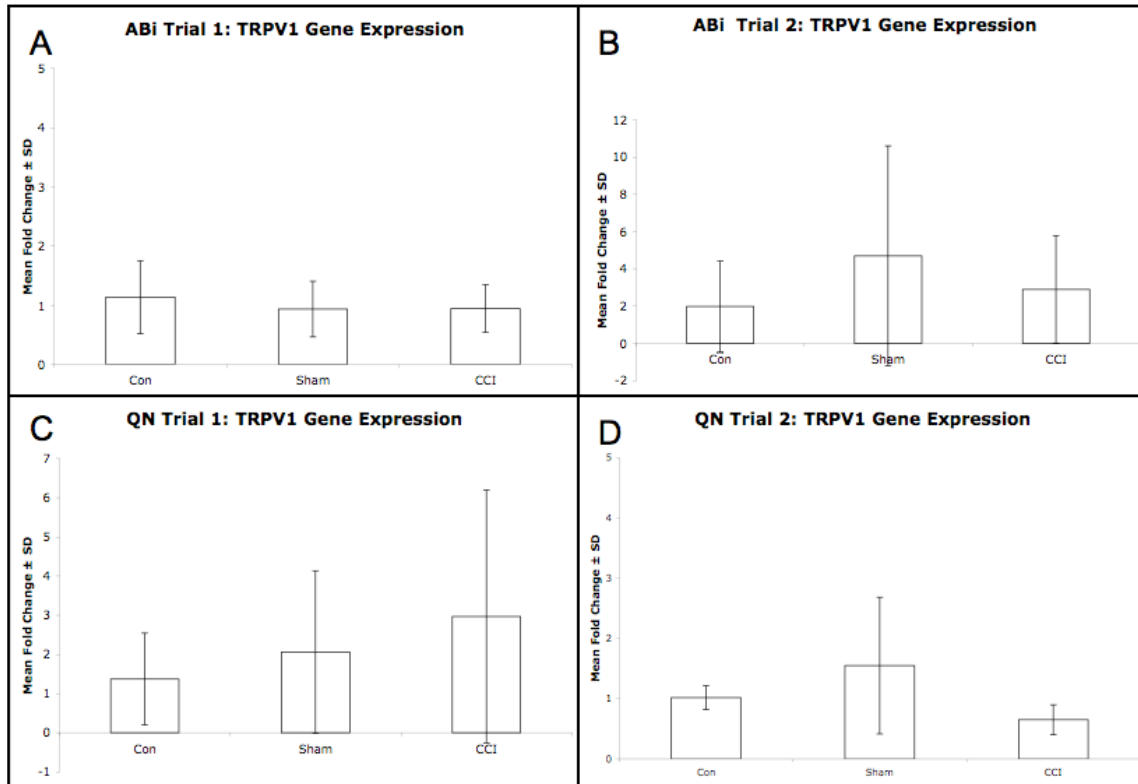 A
ABi Trial 1: TRPV1 Gene Expression
Mean Fold Change ± SD
5
4
3
2
1
0
Con Sham CCI
B
ABi Trial 2: TRPV1 Gene Expression
Mean Fold Change ± SD
12
10
8
6
4
2
0
-2
Con Sham CCI
C
QN Trial 1: TRPV1 Gene Expression
Mean Fold Change ± SD
7
6
5
4
3
2
1
0
-1
Con Sham CCI
D
QN Trial 2: TRPV1 Gene Expression
Mean Fold Change ± SD
5
4
3
2
1
0
Con Sham CCI